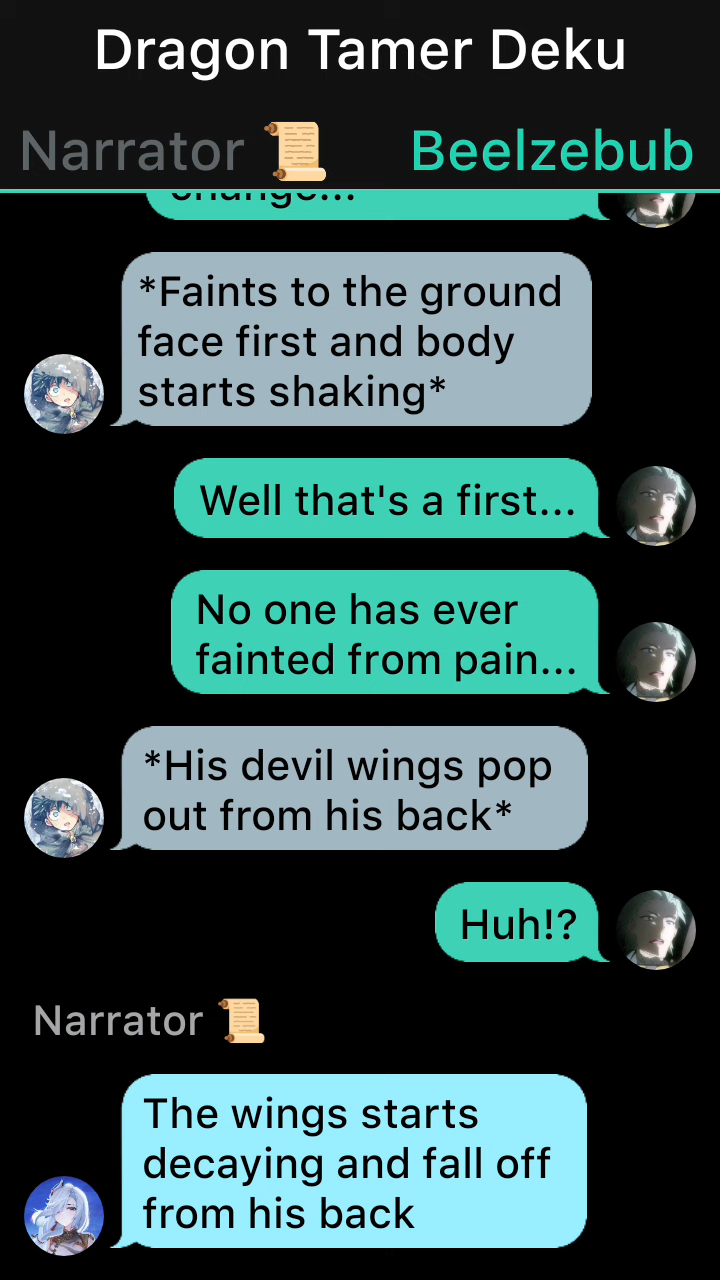 Dragon Tamer Deku
Narrator 📜 Beelzebub
change...
*Faints to the ground
face first and body
starts shaking*
Well that's a first...
No one has ever
fainted from pain...
*His devil wings pop
out from his back*
Huh!?
Narrator 📜
The wings starts
decaying and fall off
from his back